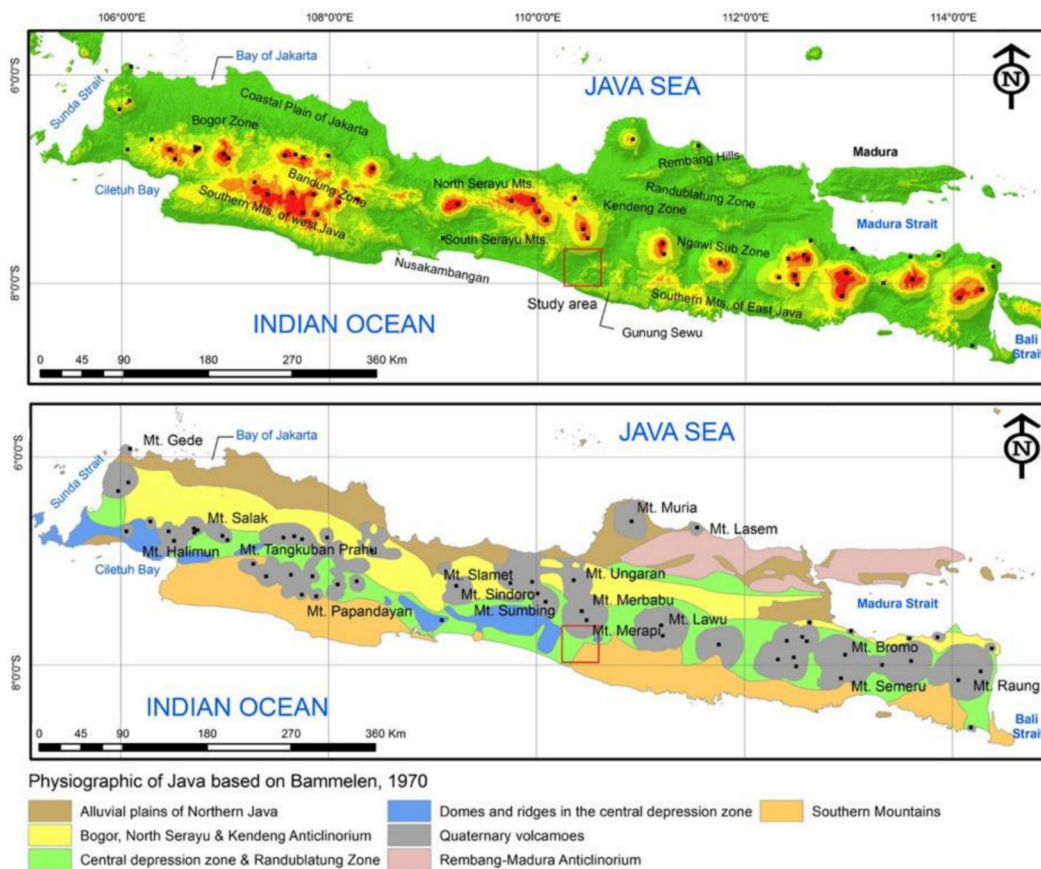 106°0'0"E 108°0'0"E 110°0'0"E 112°0'0"E 114°0'0"E
Bay of Jakarta
JAVA SEA
N
6°0'0"S
Sunda Strait
Coastal Plain of Jakarta
Bogor Zone
Rembang Hills
Madura
Ciletuh Bay
Bandung Zone
North Serayu Mts.
Randublatung Zone
Kendeng Zone
Southern Mts. of west Java
Madura Strait
South Serayu Mts.
Ngawi Sub Zone
Nusakambangan
8°0'0"S
Study area
Southern Mts. of East Java
INDIAN OCEAN
Gunung Sewu
Bali
Strait
0 45 90 180 270 360 Km
JAVA SEA
Mt. Gede
Bay of Jakarta
N
6°0'0"S
Sunda Strait
Mt. Muria
Mt. Salak
Mt. Lasem
Mt. Halimun
Mt. Tangkuban Prahu
Ciletuh Bay
Mt. Slamet
Mt. Ungaran
Mt. Sindoro
Mt. Merbabu
Madura Strait
Mt. Papandayan
Mt. Sumbing
Mt. Lawu
Mt. Merapi
Mt. Bromo
8°0'0"S
Mt. Semeru
Mt. Raung
INDIAN OCEAN
Bali
Strait
0 45 90 180 270 360 Km
Physiographic of Java based on Bammelen, 1970
Alluvial plains of Northern Java
Domes and ridges in the central depression zone
Southern Mountains
Bogor, North Serayu & Kendeng Anticlinorium
Quaternary volcamoes
Central depression zone & Randublatung Zone
Rembang-Madura Anticlinorium